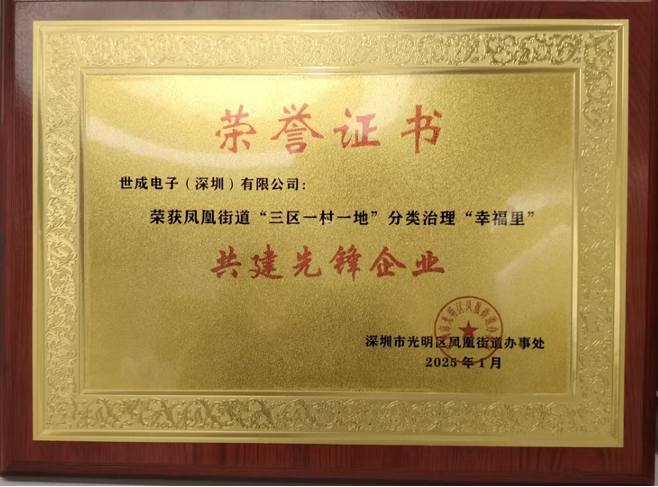 荣誉证书
世成电子（深圳）有限公司：
荣获凤凰街道“三区一村一地”分类治理“幸福里”
共建先锋企业
深圳市光明区凤凰街道办事处
2025年1月